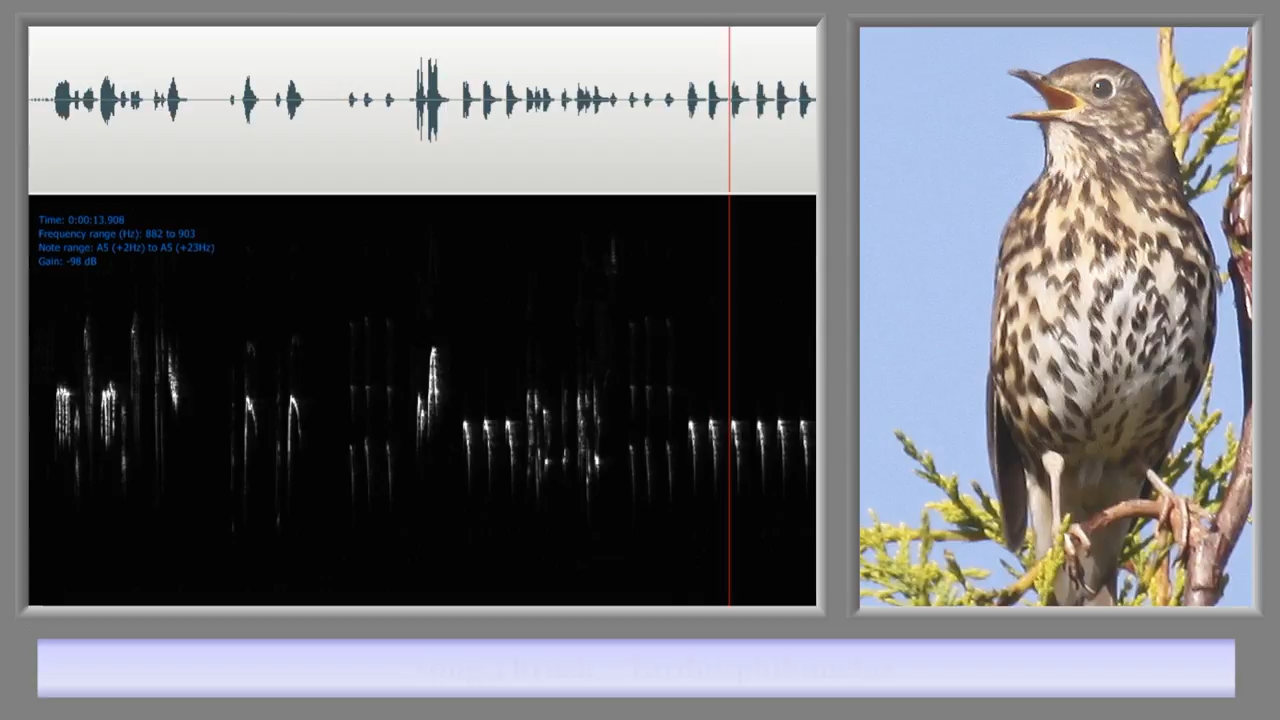 Time: 0:00:13.908
Frequency range (Hz): 882 to 903
Note range: A5 (+2Hz) to A5 (+23Hz)
Gain: -98 dB